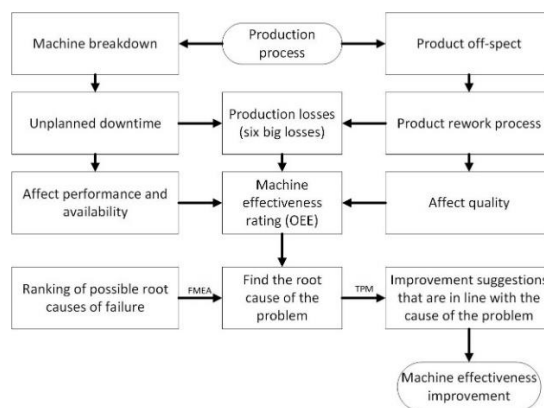 Machine breakdown
Production
process
Product off-spect
Unplanned downtime
Production losses
(six big losses)
Product rework process
Affect performance and
availability
Machine
effectiveness
rating (OEE)
Affect quality
Ranking of possible root
causes of failure
FMEA
Find the root
cause of the
problem
TPM
Improvement suggestions
that are in line with the
cause of the problem
Machine effectiveness
improvement